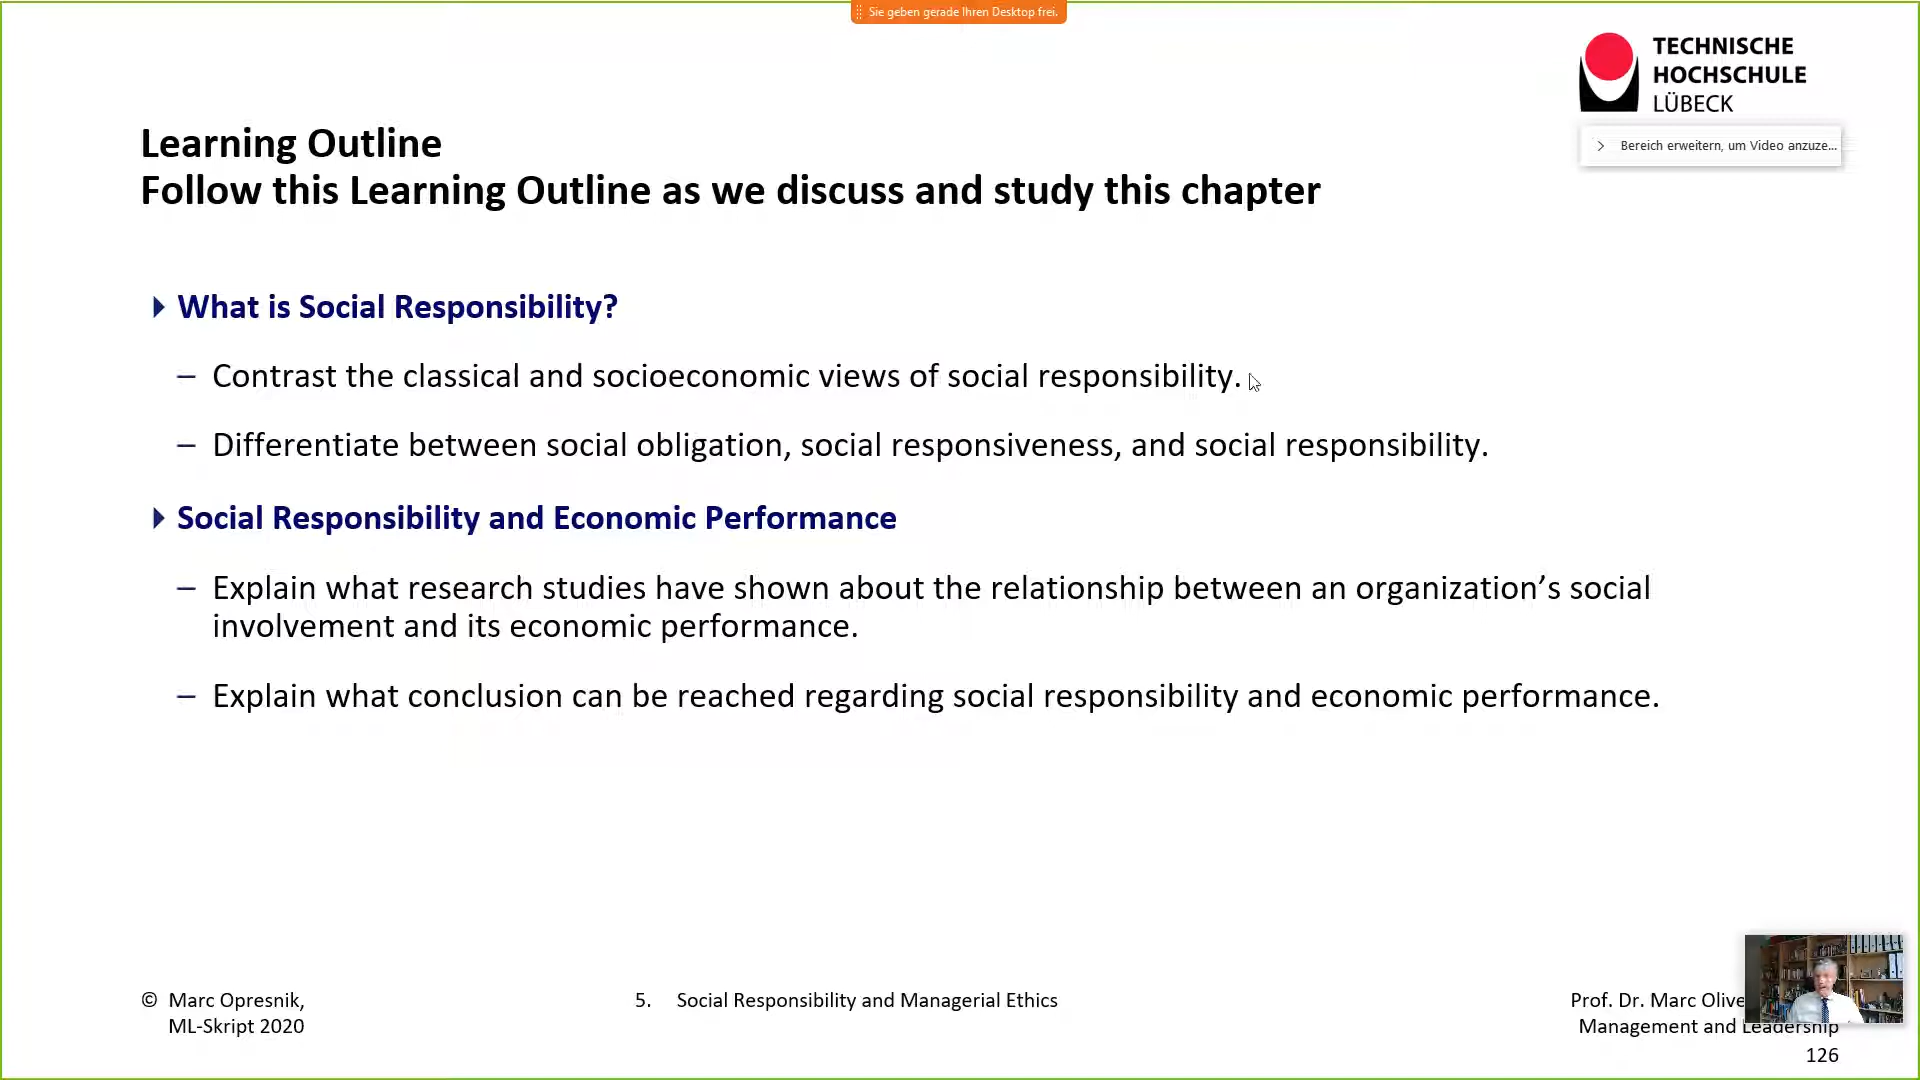 Sie geben gerade Ihren Desktop frei.
TECHNISCHE
HOCHSCHULE
LÜBECK
Bereich erweitern, um Video anzuze...
Learning Outline
Follow this Learning Outline as we discuss and study this chapter
What is Social Responsibility?
– Contrast the classical and socioeconomic views of social responsibility.
– Differentiate between social obligation, social responsiveness, and social responsibility.
Social Responsibility and Economic Performance
– Explain what research studies have shown about the relationship between an organization’s social
involvement and its economic performance.
– Explain what conclusion can be reached regarding social responsibility and economic performance.
© Marc Opresnik,
ML-Skript 2020
5. Social Responsibility and Managerial Ethics
Prof. Dr. Marc Olive
Management and Leadership
126